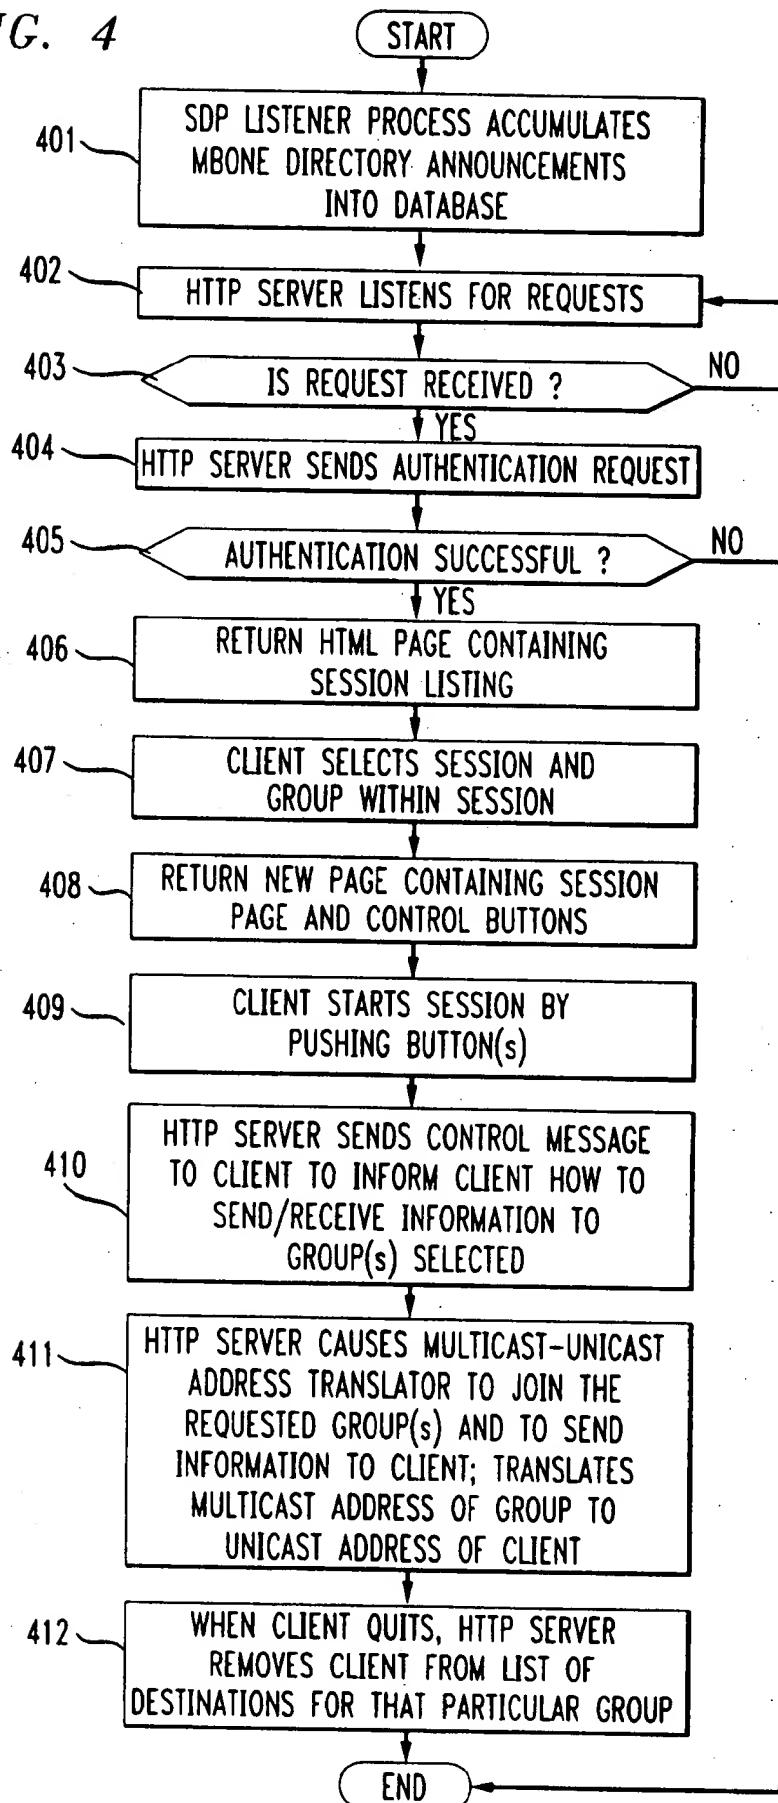 IG. 4
START
401
SDP LISTENER PROCESS ACCUMULATES
MBONE DIRECTORY ANNOUNCEMENTS
INTO DATABASE
402
HTTP SERVER LISTENS FOR REQUESTS
403
IS REQUEST RECEIVED ?
NO
YES
404
HTTP SERVER SENDS AUTHENTICATION REQUEST
405
AUTHENTICATION SUCCESSFUL ?
NO
YES
406
RETURN HTML PAGE CONTAINING
SESSION LISTING
407
CLIENT SELECTS SESSION AND
GROUP WITHIN SESSION
408
RETURN NEW PAGE CONTAINING SESSION
PAGE AND CONTROL BUTTONS
409
CLIENT STARTS SESSION BY
PUSHING BUTTON(s)
410
HTTP SERVER SENDS CONTROL MESSAGE
TO CLIENT TO INFORM CLIENT HOW TO
SEND/RECEIVE INFORMATION TO
GROUP(s) SELECTED
411
HTTP SERVER CAUSES MULTICAST-UNICAST
ADDRESS TRANSLATOR TO JOIN THE
REQUESTED GROUP(s) AND TO SEND
INFORMATION TO CLIENT; TRANSLATES
MULTICAST ADDRESS OF GROUP TO
UNICAST ADDRESS OF CLIENT
412
WHEN CLIENT QUITS, HTTP SERVER
REMOVES CLIENT FROM LIST OF
DESTINATIONS FOR THAT PARTICULAR GROUP
END